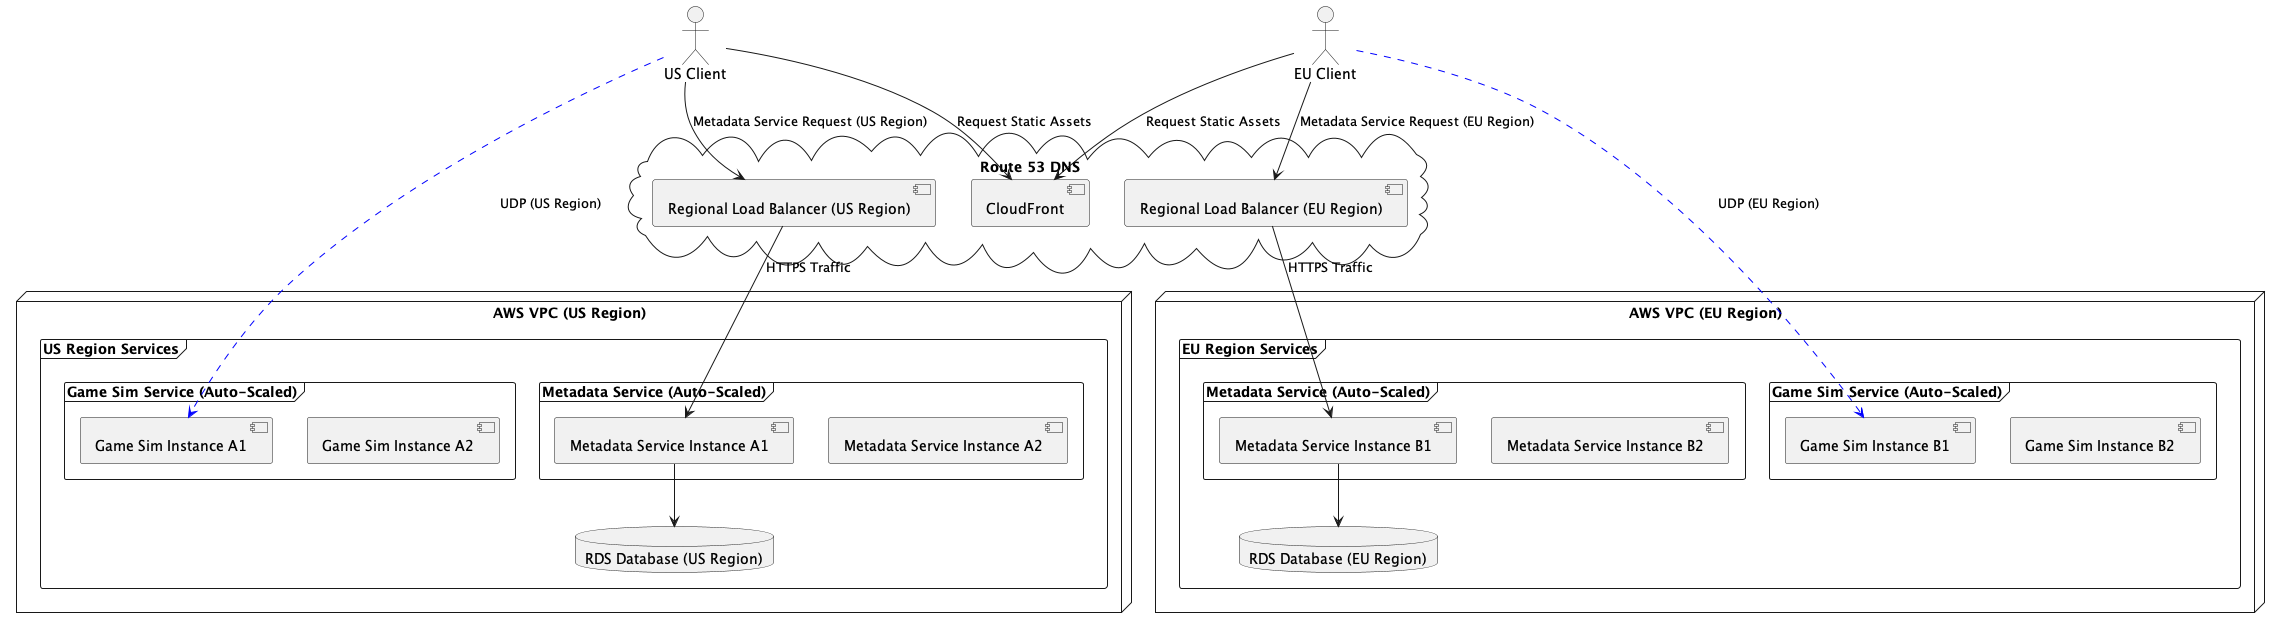 US Client
EU Client
Metadata Service Request (US Region)
Request Static Assets
Request Static Assets
Metadata Service Request (EU Region)
Route 53 DNS
UDP (US Region)
Regional Load Balancer (US Region)
CloudFront
Regional Load Balancer (EU Region)
UDP (EU Region)
HTTPS Traffic
HTTPS Traffic
AWS VPC (US Region)
AWS VPC (EU Region)
US Region Services
EU Region Services
Game Sim Service (Auto-Scaled)
Metadata Service (Auto-Scaled)
Metadata Service (Auto-Scaled)
Game Sim Service (Auto-Scaled)
Game Sim Instance A1
Game Sim Instance A2
Metadata Service Instance A1
Metadata Service Instance A2
Metadata Service Instance B1
Metadata Service Instance B2
Game Sim Instance B1
Game Sim Instance B2
RDS Database (US Region)
RDS Database (EU Region)